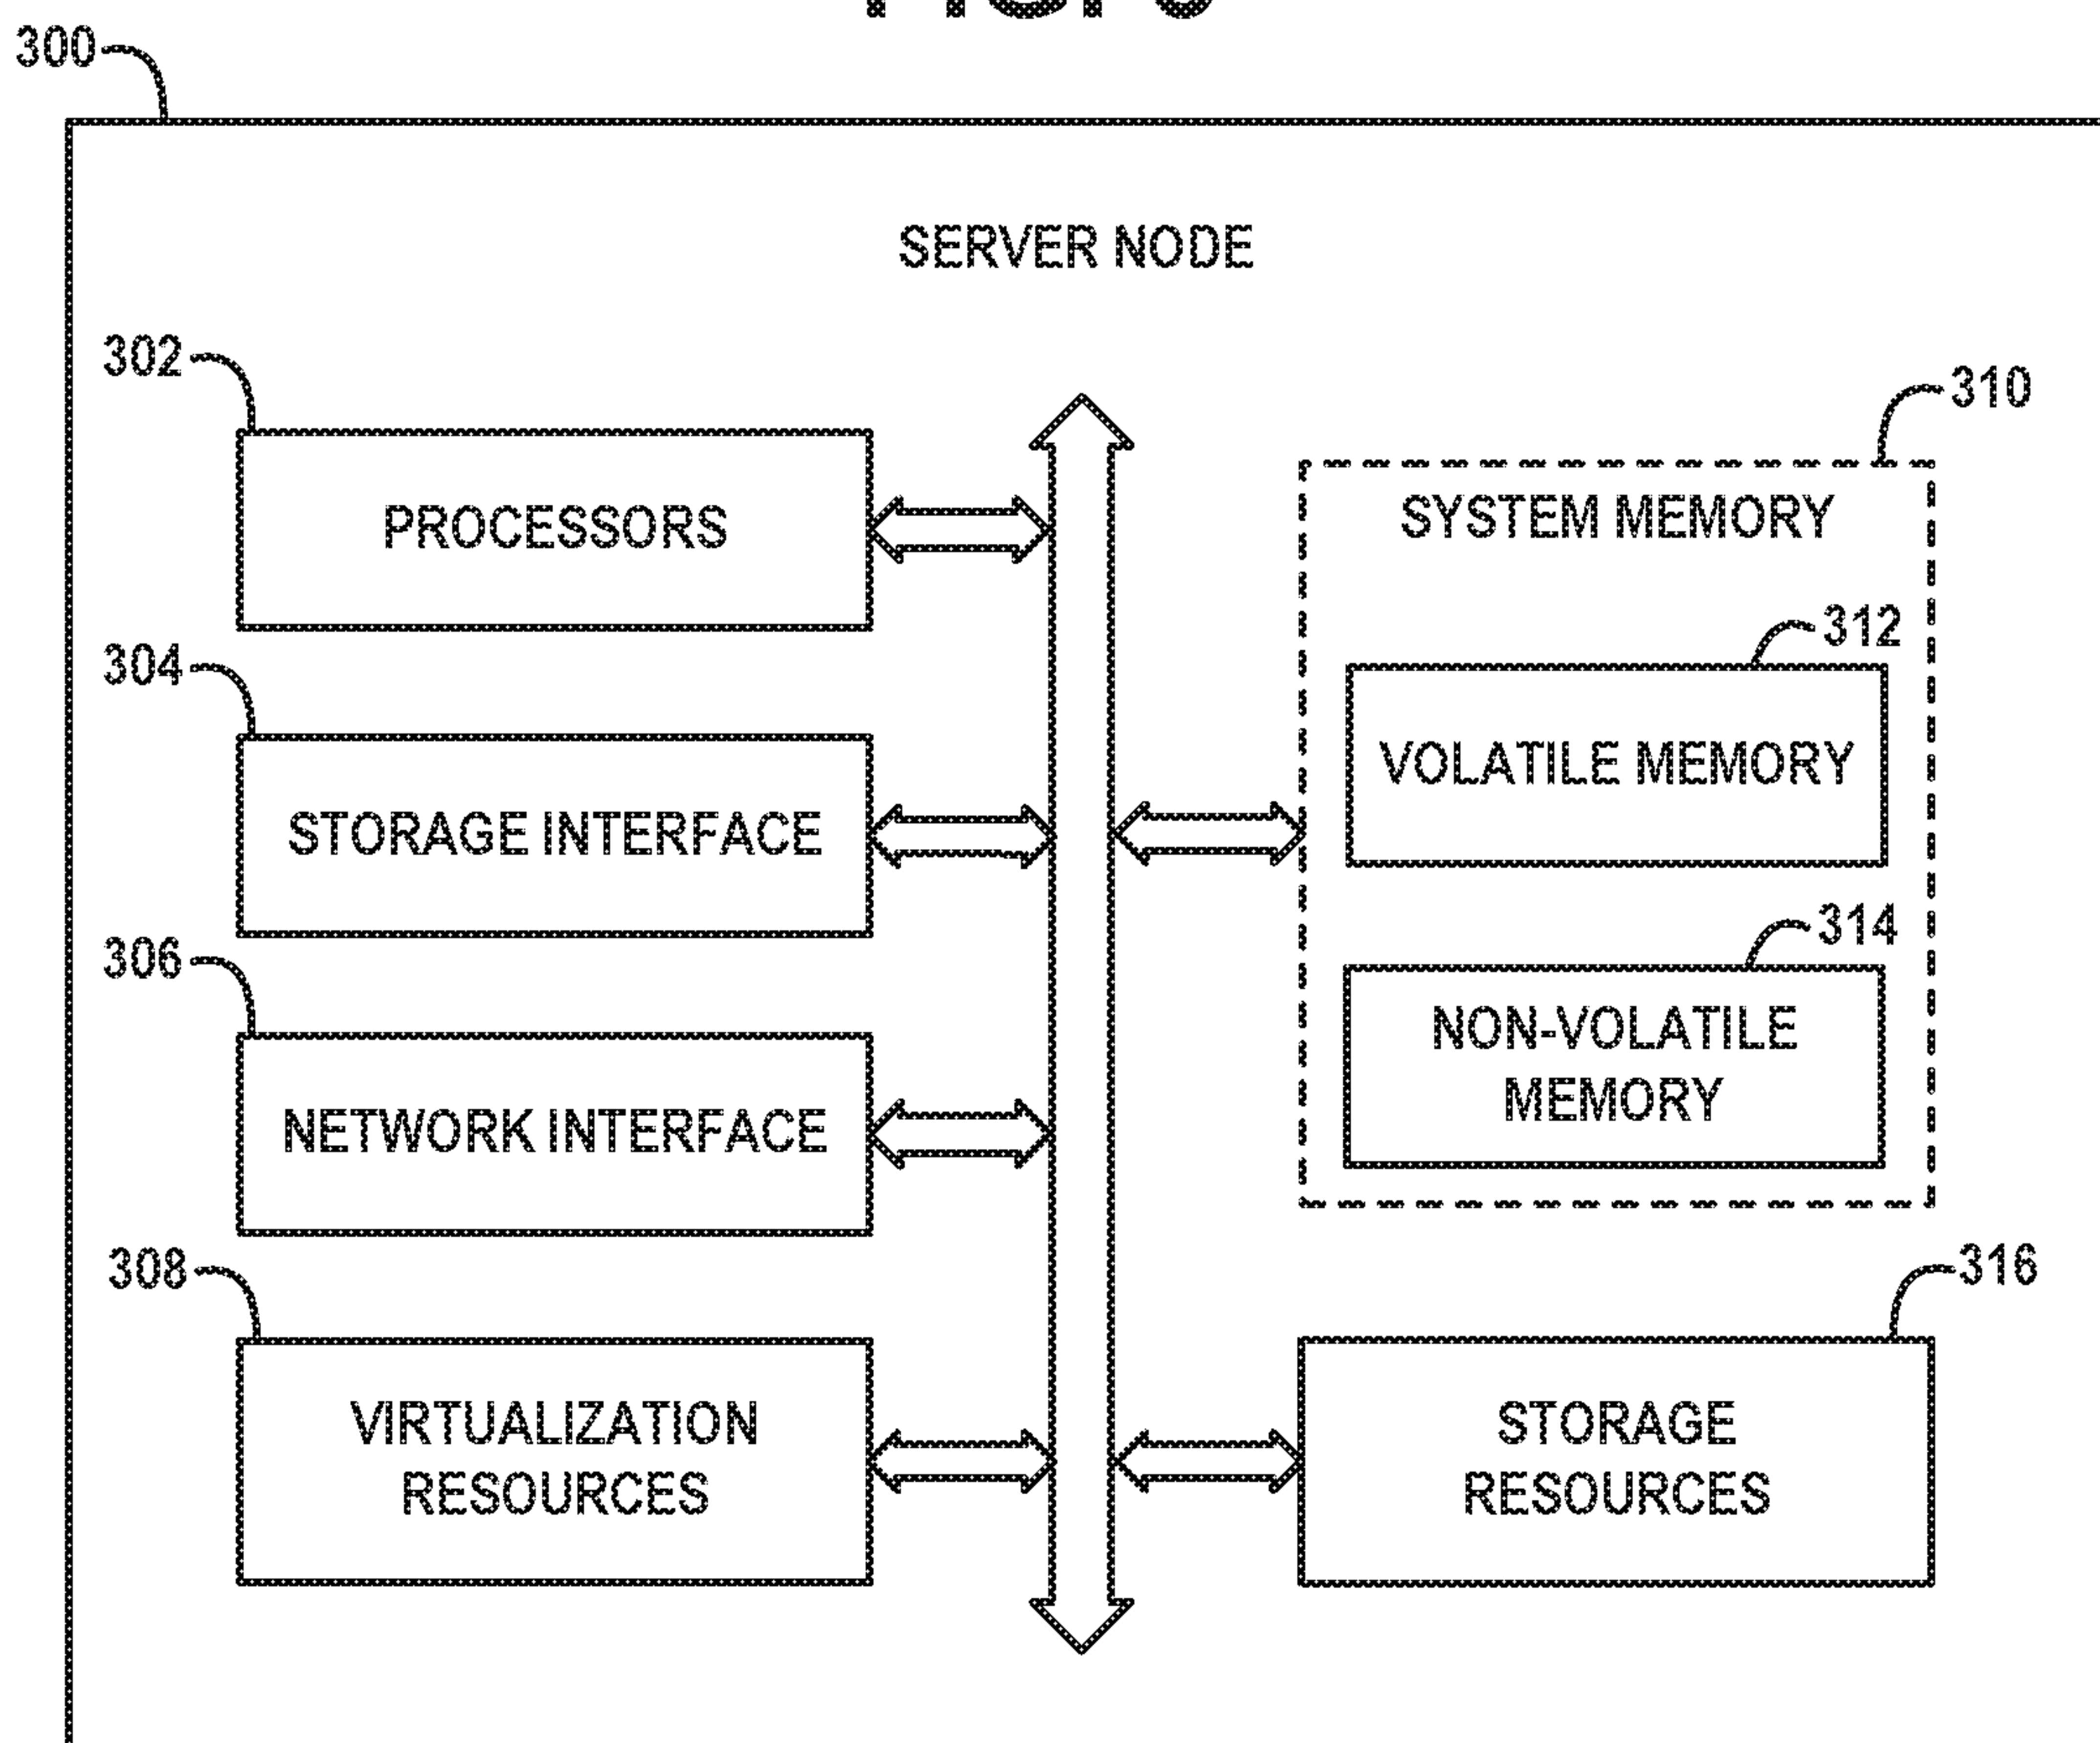 300
SERVER NODE
302
PROCESSORS
304
STORAGE INTERFACE
306
NETWORK INTERFACE
308
VIRTUALIZATION
RESOURCES
310
SYSTEM MEMORY
312
VOLATILE MEMORY
314
NON-VOLATILE
MEMORY
316
STORAGE
RESOURCES